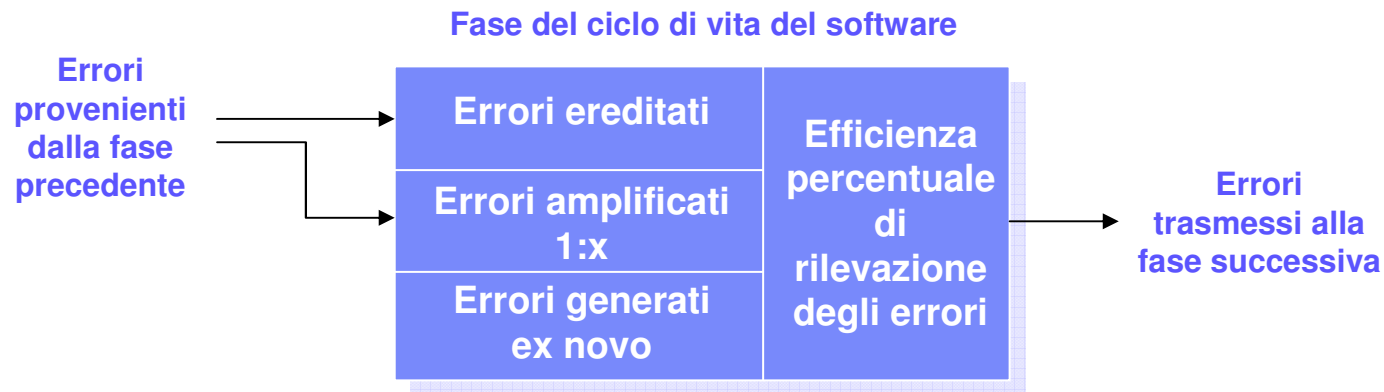 Fase del ciclo di vita del software
Errori
provenienti
dalla fase
precedente
Errori ereditati
Errori amplificati
1:x
Errori generati
ex novo
Efficienza
percentuale
di
rilevazione
degli errori
Errori
trasmessi alla
fase successiva